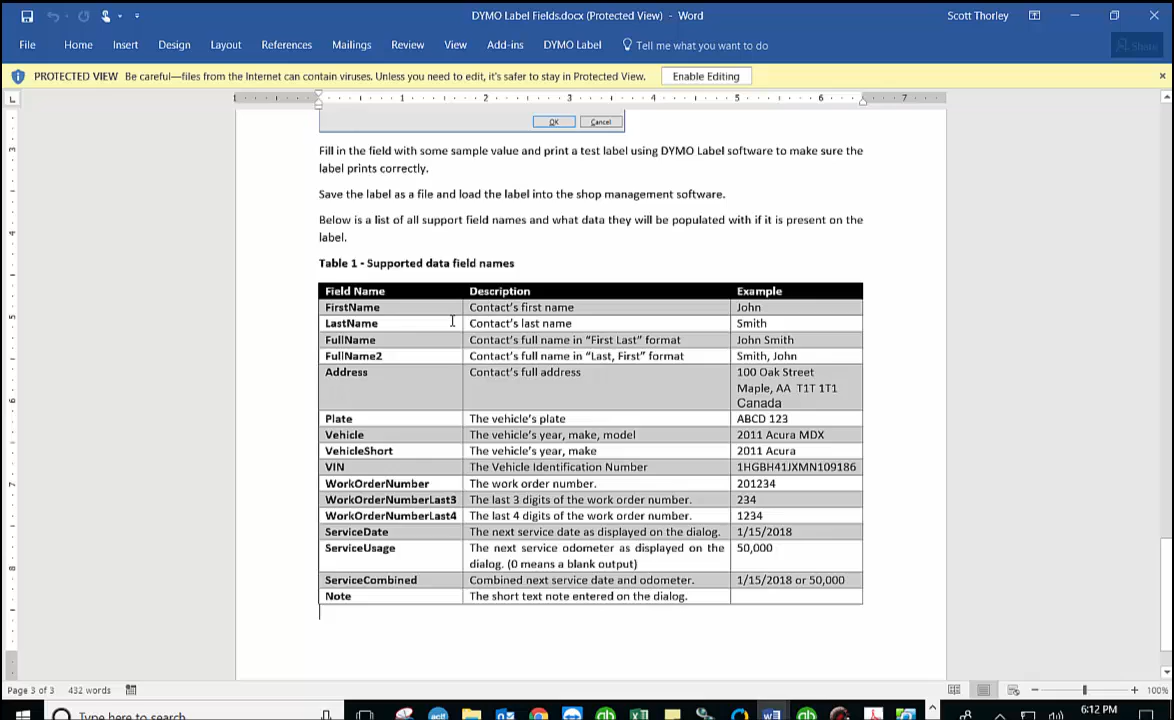 DYMO Label Fields.docx (Protected View) - Word
Scott Thorley
File Home Insert Design Layout References Mailings Review View Add-ins DYMO Label Tell me what you want to do Share
PROTECTED VIEW Be careful—files from the Internet can contain viruses. Unless you need to edit, it's safer to stay in Protected View. Enable Editing
1 2 3 4 5 6 7
OK Cancel
Fill in the field with some sample value and print a test label using DYMO Label software to make sure the
label prints correctly.
Save the label as a file and load the label into the shop management software.
Below is a list of all support field names and what data they will be populated with if it is present on the
label.
Table 1 - Supported data field names
Field Name Description Example
FirstName Contact's first name John
LastName Contact's last name Smith
FullName Contact's full name in “First Last” format John Smith
FullName2 Contact's full name in “Last, First” format Smith, John
Address Contact's full address 100 Oak Street
Maple, AA T1T 1T1
Canada
Plate The vehicle's plate ABCD 123
Vehicle The vehicle's year, make, model 2011 Acura MDX
VehicleShort The vehicle's year, make 2011 Acura
VIN The Vehicle Identification Number 1HGBH41JXMN109186
WorkOrderNumber The work order number. 201234
WorkOrderNumberLast3 The last 3 digits of the work order number. 234
WorkOrderNumberLast4 The last 4 digits of the work order number. 1234
ServiceDate The next service date as displayed on the dialog. 1/15/2018
ServiceUsage The next service odometer as displayed on the 50,000
dialog. (0 means a blank output)
ServiceCombined Combined next service date and odometer. 1/15/2018 or 50,000
Note The short text note entered on the dialog.
3
4
5
6
7
8
Page 3 of 3 432 words 100%
Type here to search 6:12 PM